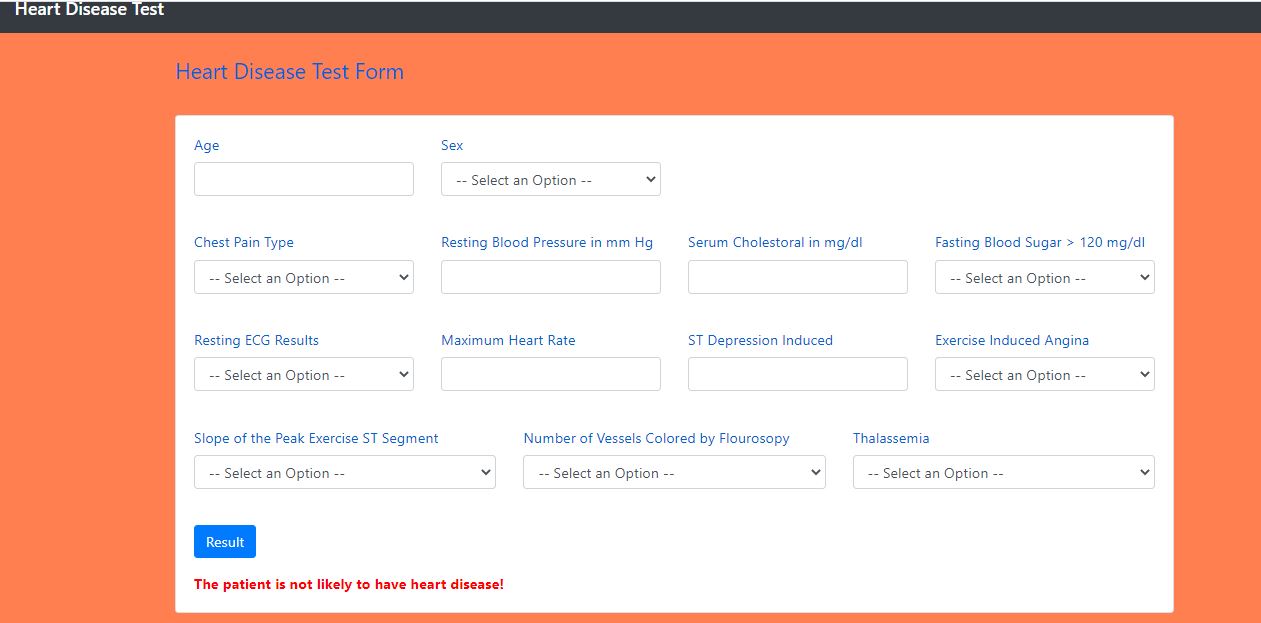 Heart Disease Test
Heart Disease Test Form
Age Sex
-- Select an Option --
Chest Pain Type Resting Blood Pressure in mm Hg Serum Cholestoral in mg/dl Fasting Blood Sugar > 120 mg/dl
-- Select an Option -- -- Select an Option --
Resting ECG Results Maximum Heart Rate ST Depression Induced Exercise Induced Angina
-- Select an Option -- -- Select an Option --
Slope of the Peak Exercise ST Segment Number of Vessels Colored by Flourosopy Thalassemia
-- Select an Option -- -- Select an Option -- -- Select an Option --
Result
The patient is not likely to have heart disease!